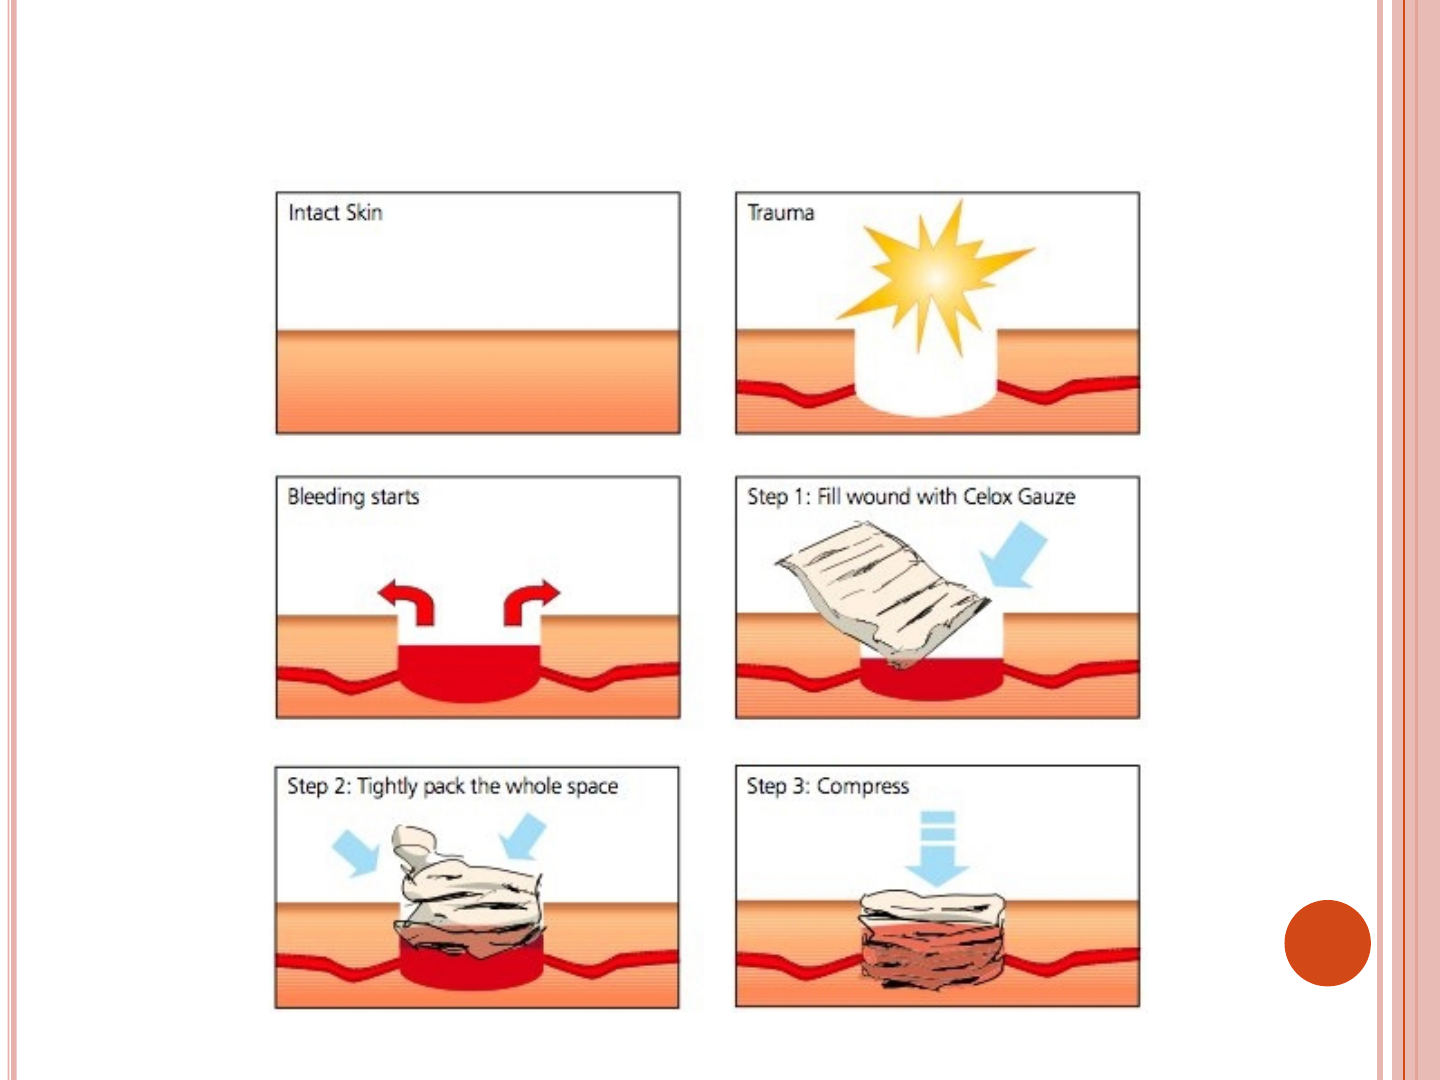 Intact Skin
Trauma
Bleeding starts
Step 1: Fill wound with Celox Gauze
Step 2: Tightly pack the whole space
Step 3: Compress